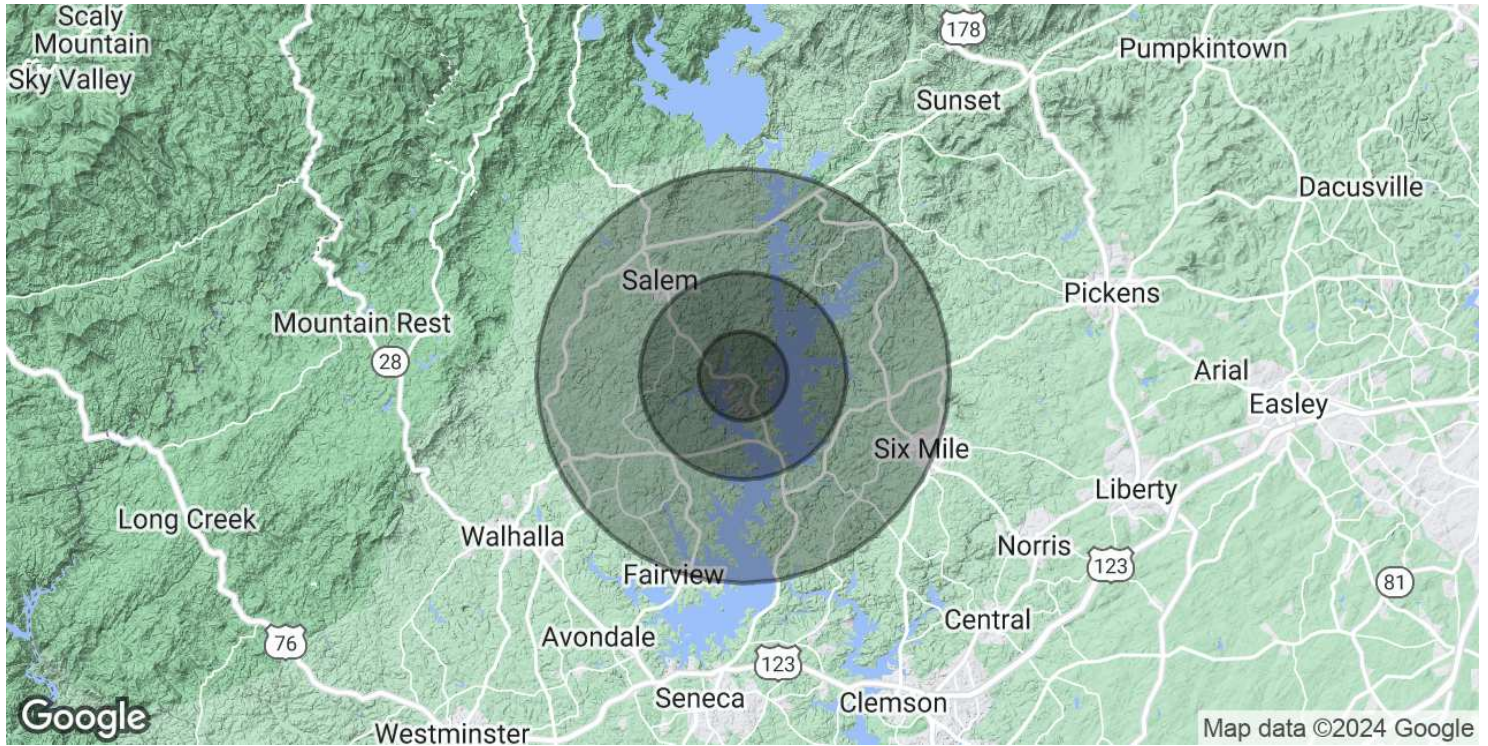 Scaly
Mountain
Sky Valley
178
Pumpkintown
Sunset
Dacusville
Salem
Pickens
Mountain Rest
28
Arial
Easley
Six Mile
Liberty
Long Creek
Walhalla
Norris
Fairview
123
81
Central
Avondale
76
123
Seneca
Clemson
Google
Westminster
Map data ©2024 Google